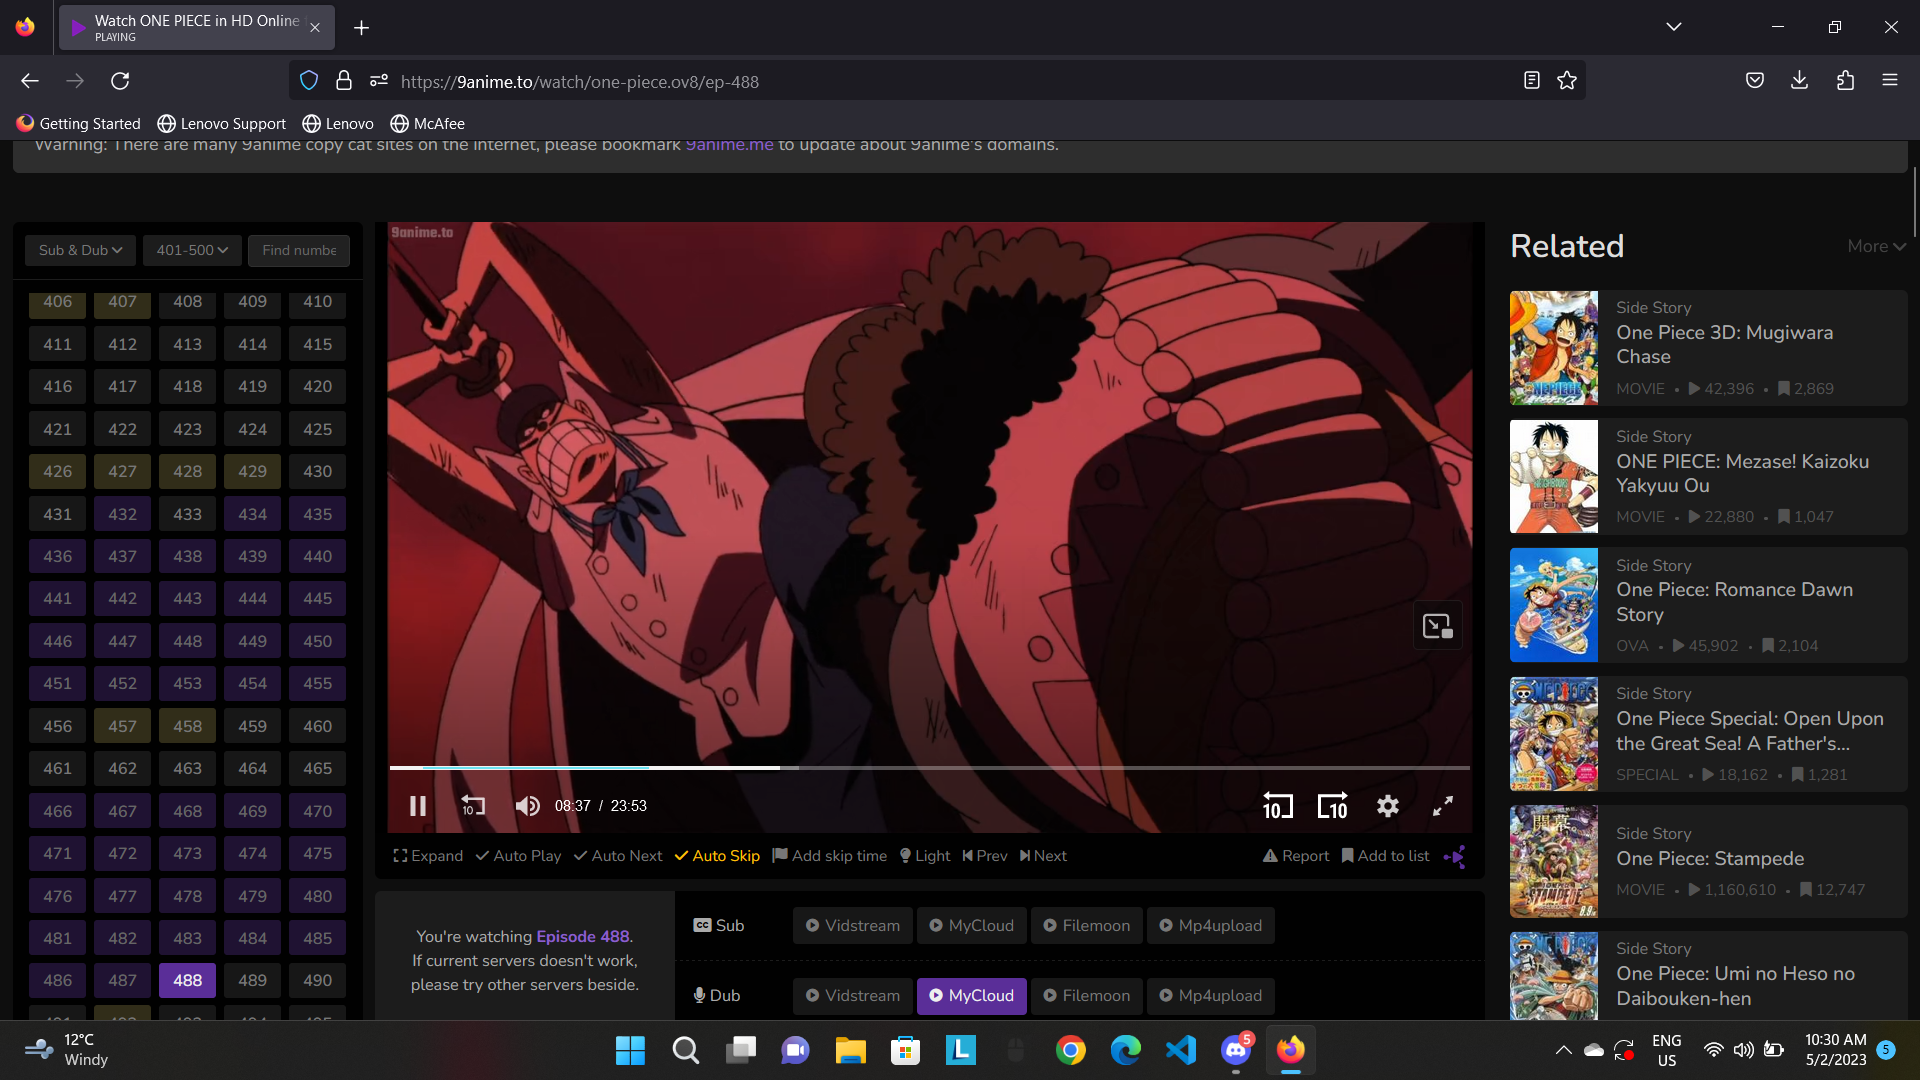 Watch ONE PIECE in HD Online
PLAYING
https://9anime.to/watch/one-piece.ov8/ep-488
Getting Started
Lenovo Support
Lenovo
McAfee
Warning: There are many 9anime copy cat sites on the internet, please bookmark 9anime.me to update about 9anime's domains.
Sub & Dub
401-500
Find numbe
406 407 408 409 410
411 412 413 414 415
416 417 418 419 420
421 422 423 424 425
426 427 428 429 430
431 432 433 434 435
436 437 438 439 440
441 442 443 444 445
446 447 448 449 450
451 452 453 454 455
456 457 458 459 460
461 462 463 464 465
466 467 468 469 470
471 472 473 474 475
476 477 478 479 480
481 482 483 484 485
486 487 488 489 490
9anime.to
10
08:37 / 23:53
10
10
Expand
Auto Play
Auto Next
Auto Skip
Add skip time
Light
Prev
Next
Report
Add to list
You're watching Episode 488.
If current servers doesn't work,
please try other servers beside.
CC Sub
Vidstream
MyCloud
Filemoon
Mp4upload
Dub
Vidstream
MyCloud
Filemoon
Mp4upload
Related
More
Side Story
One Piece 3D: Mugiwara
Chase
MOVIE • 42,396 • 2,869
Side Story
ONE PIECE: Mezase! Kaizoku
Yakyuu Ou
MOVIE • 22,880 • 1,047
Side Story
One Piece: Romance Dawn
Story
OVA • 45,902 • 2,104
Side Story
One Piece Special: Open Upon
the Great Sea! A Father's...
SPECIAL • 18,162 • 1,281
Side Story
One Piece: Stampede
MOVIE • 1,160,610 • 12,747
Side Story
One Piece: Umi no Heso no
Daibouken-hen
12°C
Windy
L
5
ENG
US
10:30 AM
5/2/2023
5